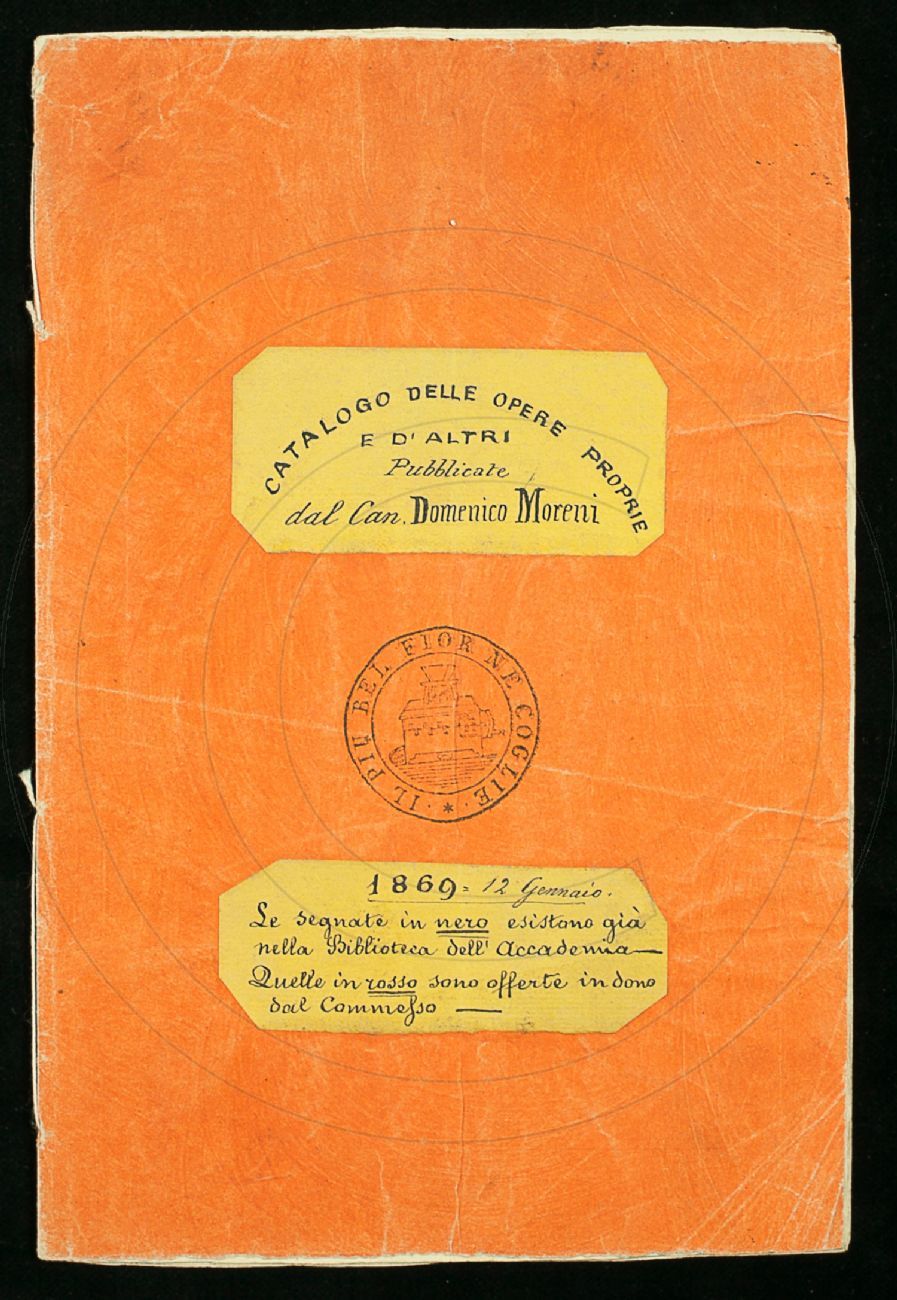 CATALOGO DELLE OPERE PROPRIE
E D' ALTRI
Pubblicate
dal Can. Domenico Moreni
IL PIÙ BEL FIOR NE COGLIE *
1869 = 12 Gennaio.
Le segnate in nero esistono già
nella Biblioteca dell' Accademia —
Quelle in rosso sono offerte in dono
dal Commesso —